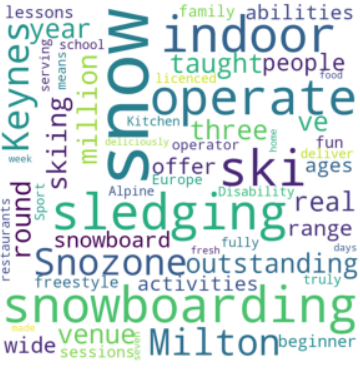 lessons family abilities
year indoor
Keynes serving school means million snow taught people
operate
Kitchen licenced three ve
skiing deliciously operator home food fun
week offer ski deliver
Europe ages
round Sport Alpine Disability real
restaurants sledging range
snowboard fully fresh days
Snozone outstanding
freestyle activities truly
snowboarding
made venue Milton beginner
wide sessions seven